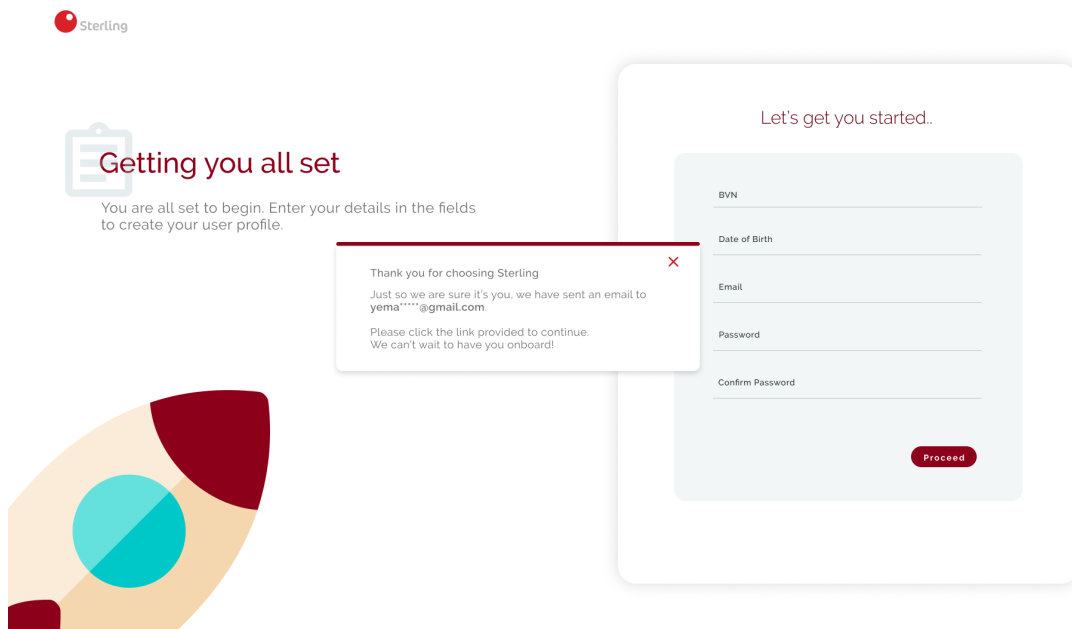 Sterling
Getting you all set
You are all set to begin. Enter your details in the fields
to create your user profile.
Thank you for choosing Sterling
Just so we are sure it's you, we have sent an email to
yema*****@gmail.com.
Please click the link provided to continue.
We can't wait to have you onboard!
Let's get you started..
BVN
Date of Birth
Email
Password
Confirm Password
Proceed